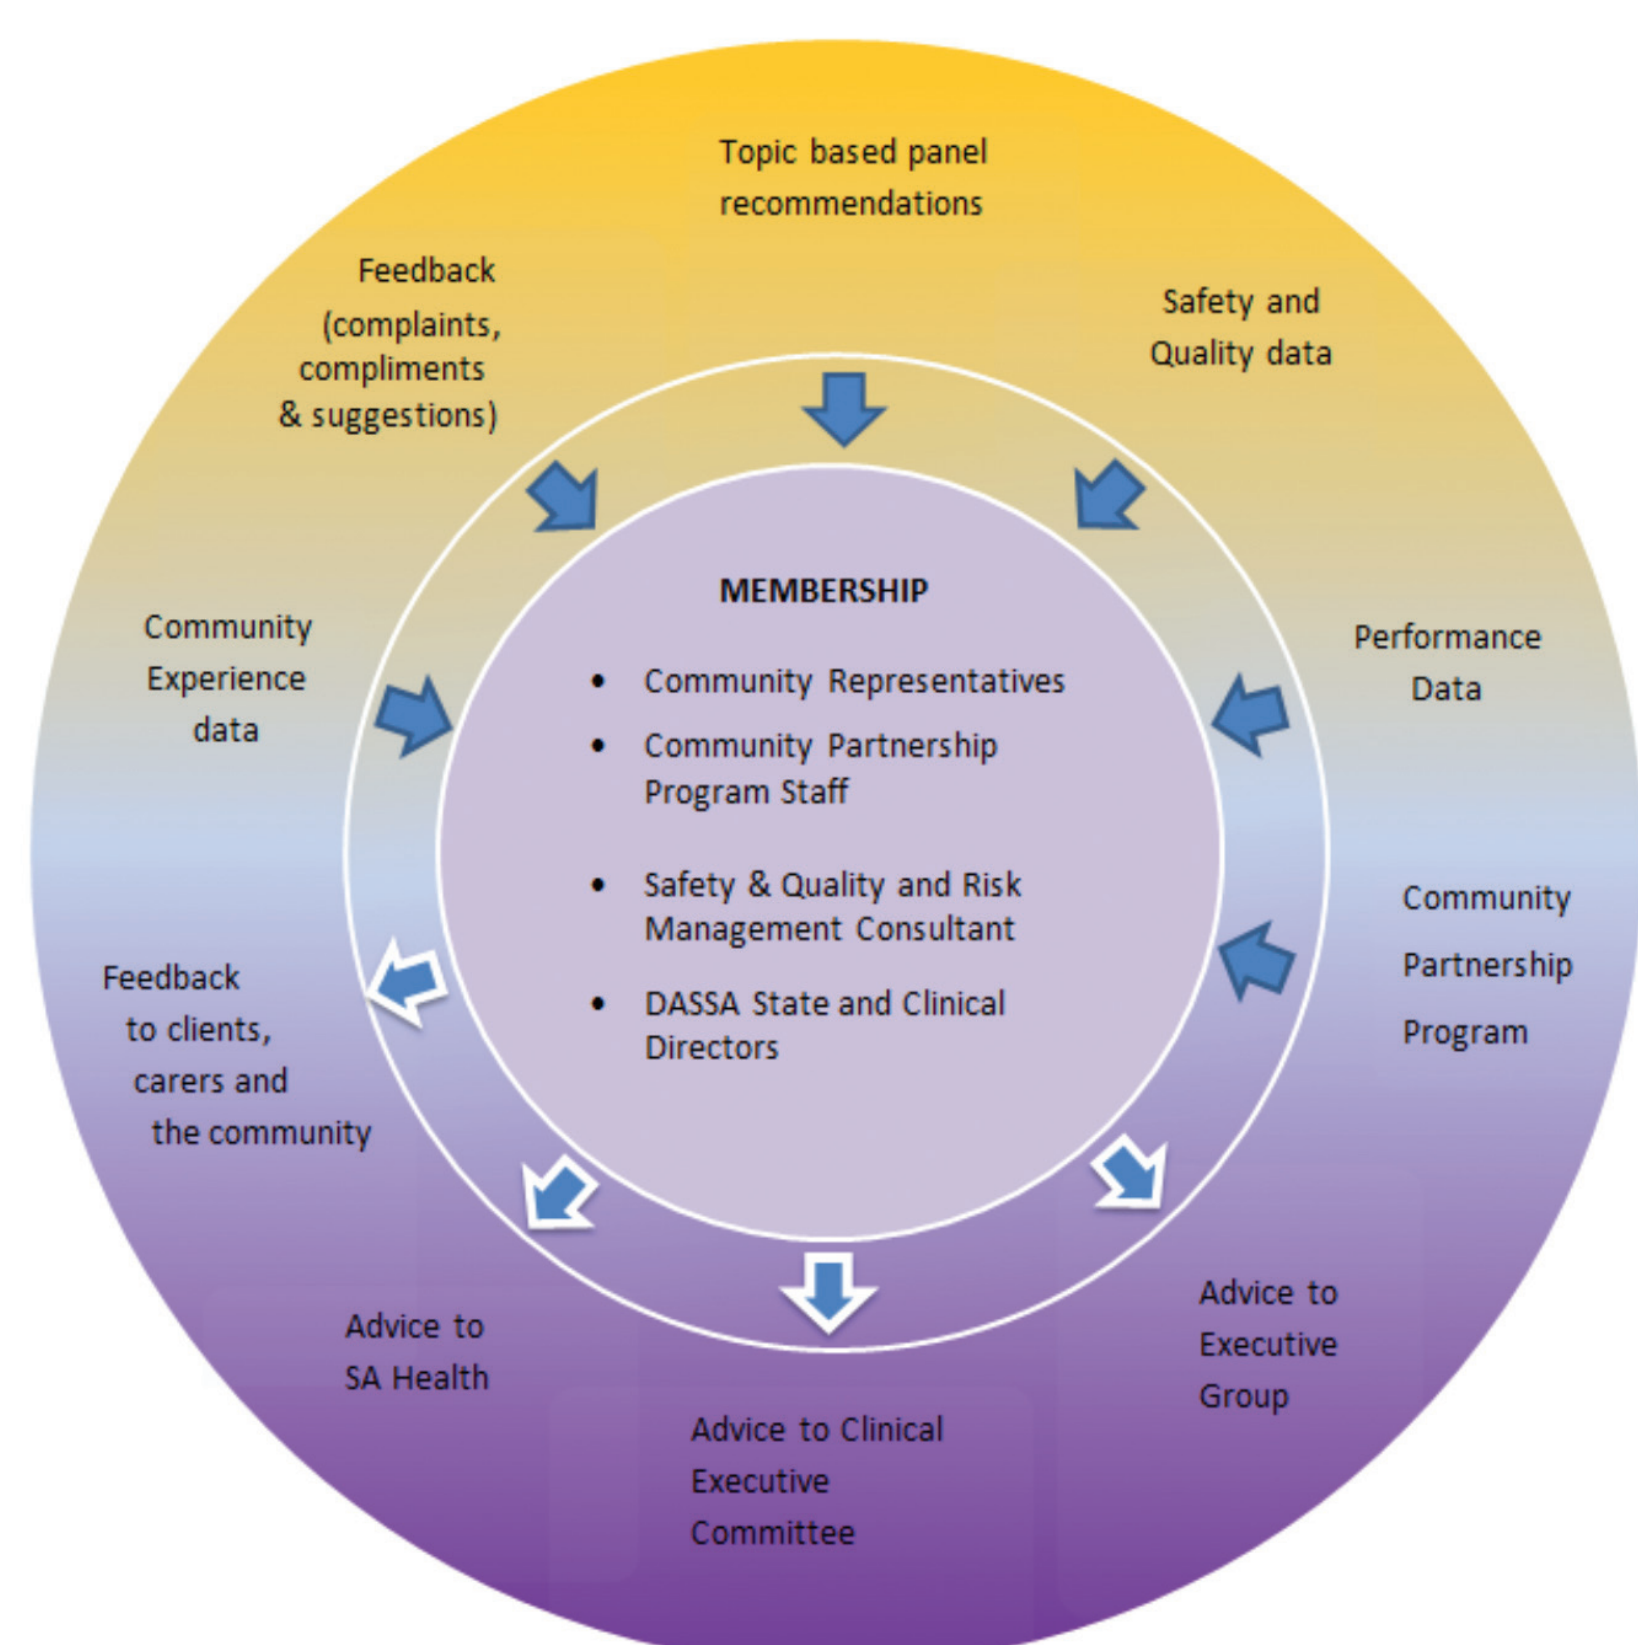 Topic based panel
recommendations
Feedback
(complaints,
compliments
& suggestions)
Safety and
Quality data
Community
Experience
data
Performance
Data
MEMBERSHIP
• Community Representatives
• Community Partnership
Program Staff
• Safety & Quality and Risk
Management Consultant
• DASSA State and Clinical
Directors
Community
Partnership
Program
Feedback
to clients,
carers and
the community
Advice to
SA Health
Advice to Clinical
Executive
Committee
Advice to
Executive
Group